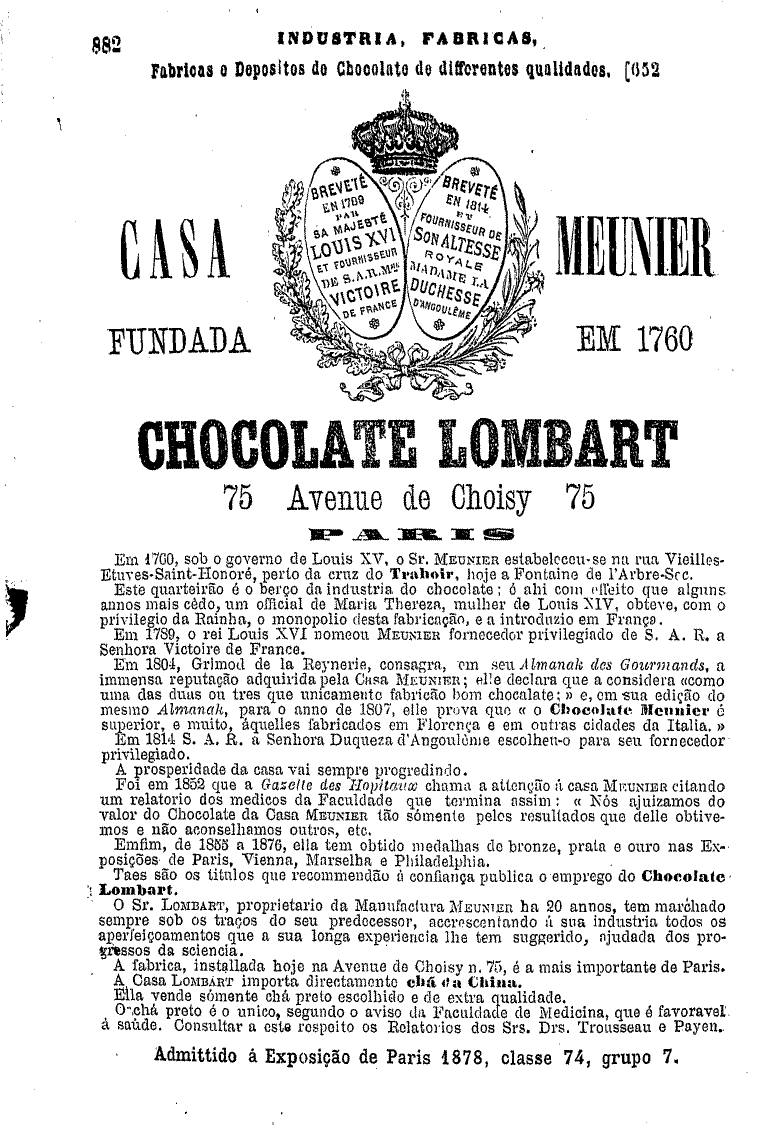 882
INDUSTRIA, FABRICAS,
Fabricas e Depositos de Chocolate de differentes qualidades. [652
BREVETÉ
EN 1789
PAR
SA MAJESTÉ
LOUIS XVI
ET FOURNISSEUR
DE S.A.R. Mme
VICTOIRE
DE FRANCE
BREVETÉ
EN 1814
ET
FOURNISSEUR DE
SON ALTESSE
ROYALE
MADAME LA
DUCHESSE
D'ANGOULÊME
CASA MEUNIER
FUNDADA EM 1760
CHOCOLATE LOMBART
75 Avenue de Choisy 75
PARIS
Em 1760, sob o governo de Louis XV, o Sr. MEUNIER estabeleceu-se na rua Vieilles-
Etuves-Saint-Honoré, perto da cruz do Trahoir, hoje a Fontaine de l'Arbre-Sec.
Este quarteirão é o berço da industria do chocolate; é ahi com effeito que alguns
annos mais cêdo, um official de Maria Thereza, mulher de Louis XIV, obteve, com o
privilegio da Rainha, o monopolio desta fabricação, e a introduzio em França.
Em 1789, o rei Louis XVI nomeou MEUNIER fornecedor privilegiado de S. A. R. a
Senhora Victoire de France.
Em 1804, Grimod de la Reynerie, consagra, em seu Almanak des Gourmands, a
immensa reputação adquirida pela CASA MEUNIER; elle declara que a considera «como
uma das duas ou tres que unicamente fabricão bom chocalate; » e, em sua edição do
mesmo Almanak, para o anno de 1807, elle prova que « o Chocolate Meunier é
superior, e muito, áquelles fabricados em Florença e em outras cidades da Italia. »
Em 1814 S. A. R. a Senhora Duqueza d'Angoulême escolheu-o para seu fornecedor
privilegiado.
A prosperidade da casa vai sempre progredindo.
Foi em 1852 que a Gazette des Hopitaux chama a attenção á casa MEUNIER citando
um relatorio dos medicos da Faculdade que termina assim: « Nós ajuizamos do
valor do Chocolate da Casa MEUNIER tão sómente pelos resultados que delle obtive-
mos e não aconselhamos outros, etc.
Emfim, de 1855 a 1876, ella tem obtido medalhas de bronze, prata e ouro nas Ex-
posições de Paris, Vienna, Marselha e Philadelphia.
Taes são os titulos que recommendão á confiança publica o emprego do Chocolate
Lombart.
O Sr. LOMBART, proprietario da Manufactura MEUNIER ha 20 annos, tem marchado
sempre sob os traços do seu predecessor, accrescentando á sua industria todos os
aperfeiçoamentos que a sua longa experiencia lhe tem suggerido, ajudada dos pro-
gressos da sciencia.
A fabrica, installada hoje na Avenue de Choisy n. 75, é a mais importante de Paris.
A Casa LOMBART importa directamente chá da China.
Ella vende sómente chá preto escolhido e de extra qualidade.
O chá preto é o unico, segundo o aviso da Faculdade de Medicina, que é favoravel
á saúde. Consultar a este respeito os Relatorios dos Srs. Drs. Trousseau e Payen.
Admittido á Exposição de Paris 1878, classe 74, grupo 7.